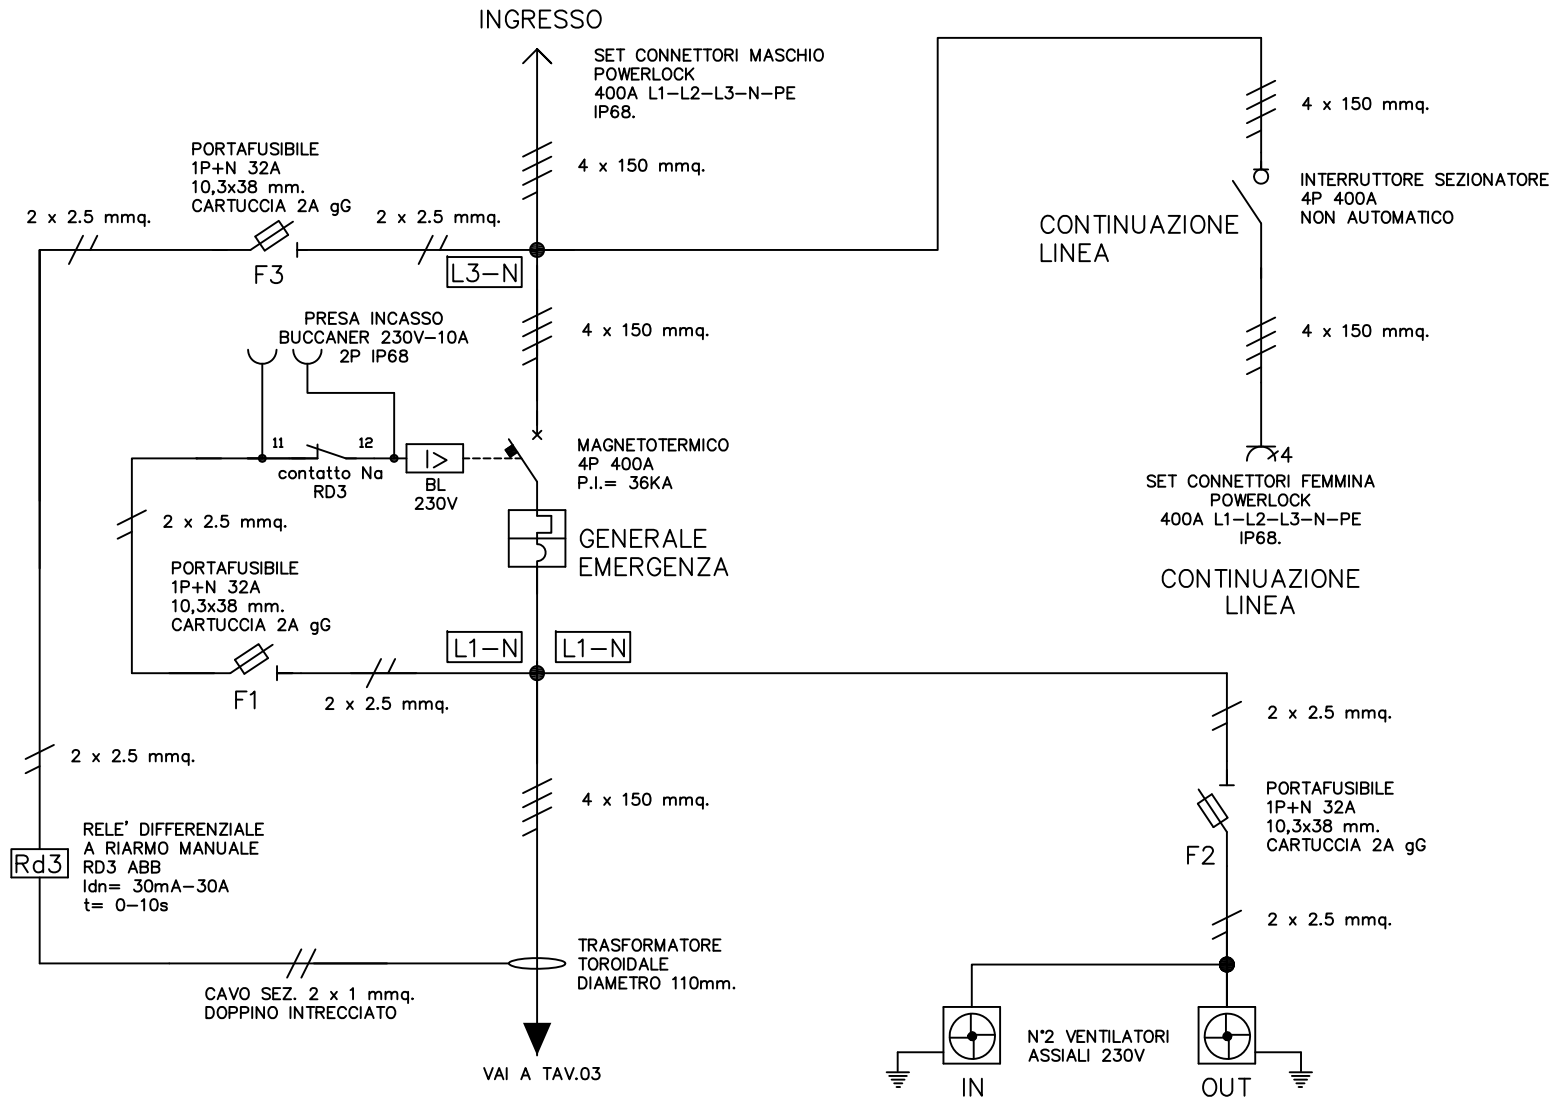 INGRESSO
SET CONNETTORI MASCHIO
POWERLOCK
400A L1-L2-L3-N-PE
IP68.
4 x 150 mmq.
4 x 150 mmq.
PORTAFUSIBILE
1P+N 32A
10,3x38 mm.
CARTUCCIA 2A gG
2 x 2.5 mmq.
2 x 2.5 mmq.
F3
L3-N
INTERRUTTORE SEZIONATORE
4P 400A
NON AUTOMATICO
CONTINUAZIONE
LINEA
PRESA INCASSO
BUCCANER 230V-10A
2P IP68
4 x 150 mmq.
4 x 150 mmq.
11
12
contatto Na
RD3
I>
BL
230V
MAGNETOTERMICO
4P 400A
P.I.= 36KA
4
SET CONNETTORI FEMMINA
POWERLOCK
400A L1-L2-L3-N-PE
IP68.
CONTINUAZIONE
LINEA
2 x 2.5 mmq.
GENERALE
EMERGENZA
PORTAFUSIBILE
1P+N 32A
10,3x38 mm.
CARTUCCIA 2A gG
L1-N
L1-N
F1
2 x 2.5 mmq.
2 x 2.5 mmq.
2 x 2.5 mmq.
4 x 150 mmq.
PORTAFUSIBILE
1P+N 32A
10,3x38 mm.
CARTUCCIA 2A gG
F2
Rd3
RELE' DIFFERENZIALE
A RIARMO MANUALE
RD3 ABB
Idn= 30mA-30A
t= 0-10s
2 x 2.5 mmq.
TRASFORMATORE
TOROIDALE
DIAMETRO 110mm.
CAVO SEZ. 2 x 1 mmq.
DOPPINO INTRECCIATO
VAI A TAV.03
N°2 VENTILATORI
ASSIALI 230V
IN
OUT